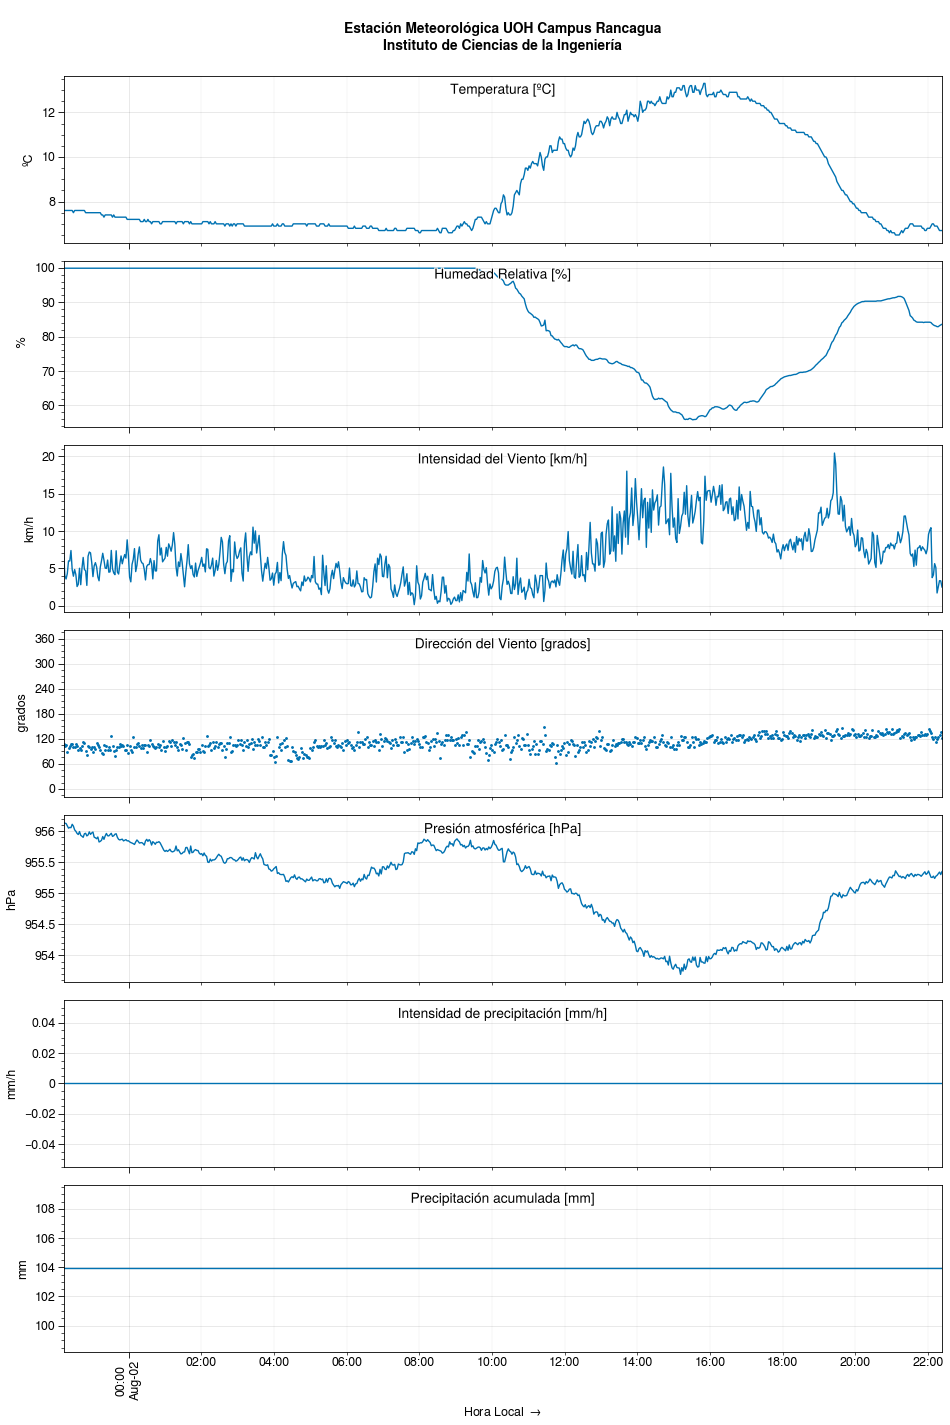 Estación Meteorológica UOH Campus Rancagua
Instituto de Ciencias de la Ingeniería
Temperatura [ºC]
ºC
12
10
8
Humedad Relativa [%]
%
100
90
80
70
60
Intensidad del Viento [km/h]
km/h
20
15
10
5
0
Dirección del Viento [grados]
grados
360
300
240
180
120
60
0
Presión atmosférica [hPa]
hPa
956
955.5
955
954.5
954
Intensidad de precipitación [mm/h]
mm/h
0.04
0.02
0
−0.02
−0.04
Precipitación acumulada [mm]
mm
108
106
104
102
100
00:00
Aug-02
02:00 04:00 06:00 08:00 10:00 12:00 14:00 16:00 18:00 20:00 22:00
Hora Local →